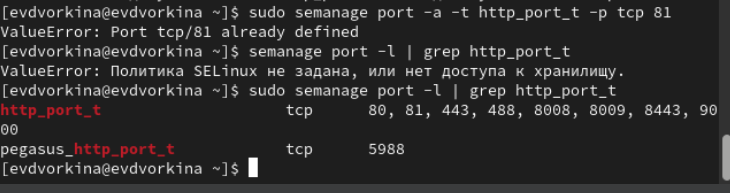 [evdvorkina@evdvorkina ~]$ sudo semanage port -a -t http_port_t -p tcp 81
ValueError: Port tcp/81 already defined
[evdvorkina@evdvorkina ~]$ semanage port -l | grep http_port_t
ValueError: Политика SELinux не задана, или нет доступа к хранилищу.
[evdvorkina@evdvorkina ~]$ sudo semanage port -l | grep http_port_t
http_port_t                    tcp      80, 81, 443, 488, 8008, 8009, 8443, 90
00
pegasus_http_port_t            tcp      5988
[evdvorkina@evdvorkina ~]$